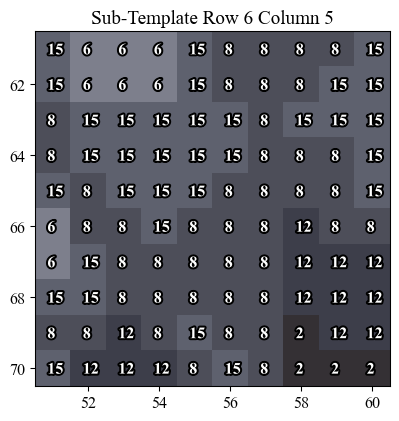 Sub-Template Row 6 Column 5
15 6 6 6 15 8 8 8 8 15
62 15 6 6 6 15 8 8 8 15 15
8 15 15 15 15 15 8 15 15 15
64 8 15 15 15 15 15 8 8 8 15
15 8 15 15 15 8 8 8 8 15
66 6 8 8 15 8 8 8 12 8 8
6 15 8 8 8 8 8 12 12 12
68 15 15 8 8 8 8 8 12 12 12
8 8 12 8 15 8 8 2 12 12
70 15 12 12 12 8 15 8 2 2 2
52 54 56 58 60